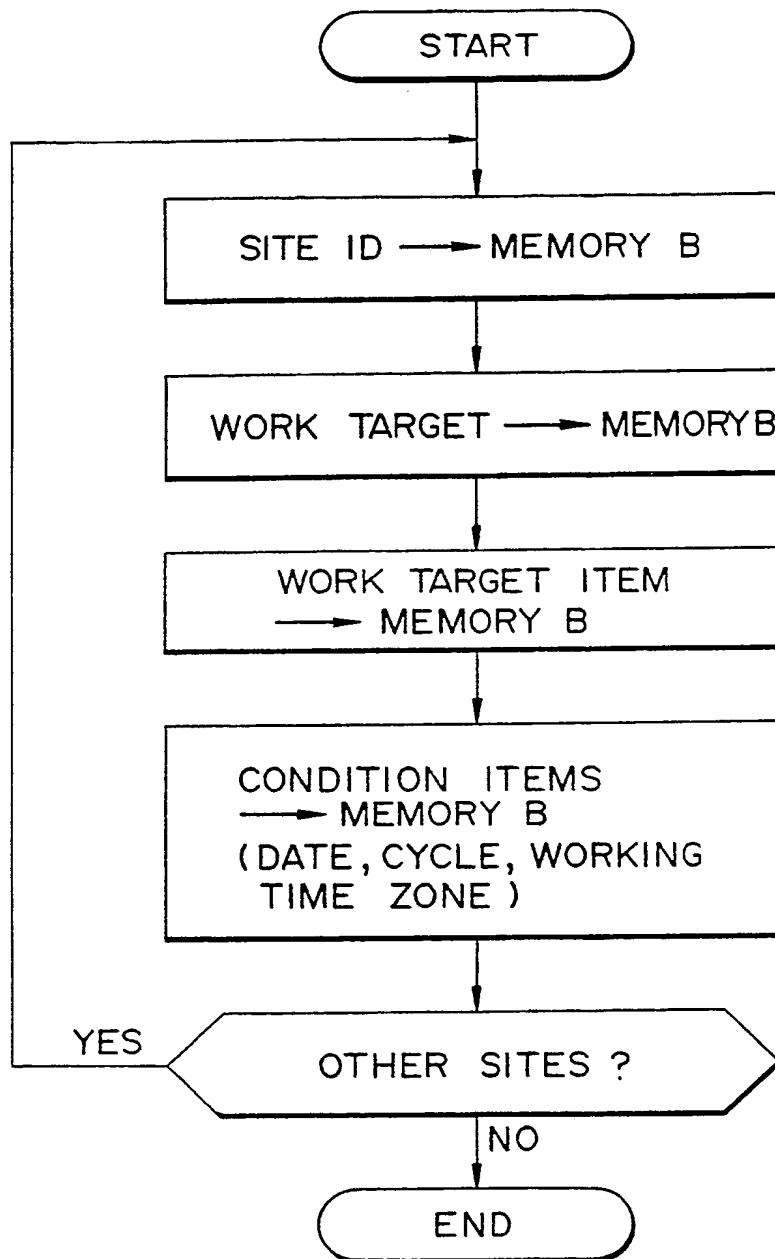 START
SITE ID → MEMORY B
WORK TARGET → MEMORY B
WORK TARGET ITEM
→ MEMORY B
CONDITION ITEMS
→ MEMORY B
(DATE, CYCLE, WORKING
TIME ZONE)
YES
OTHER SITES ?
NO
END